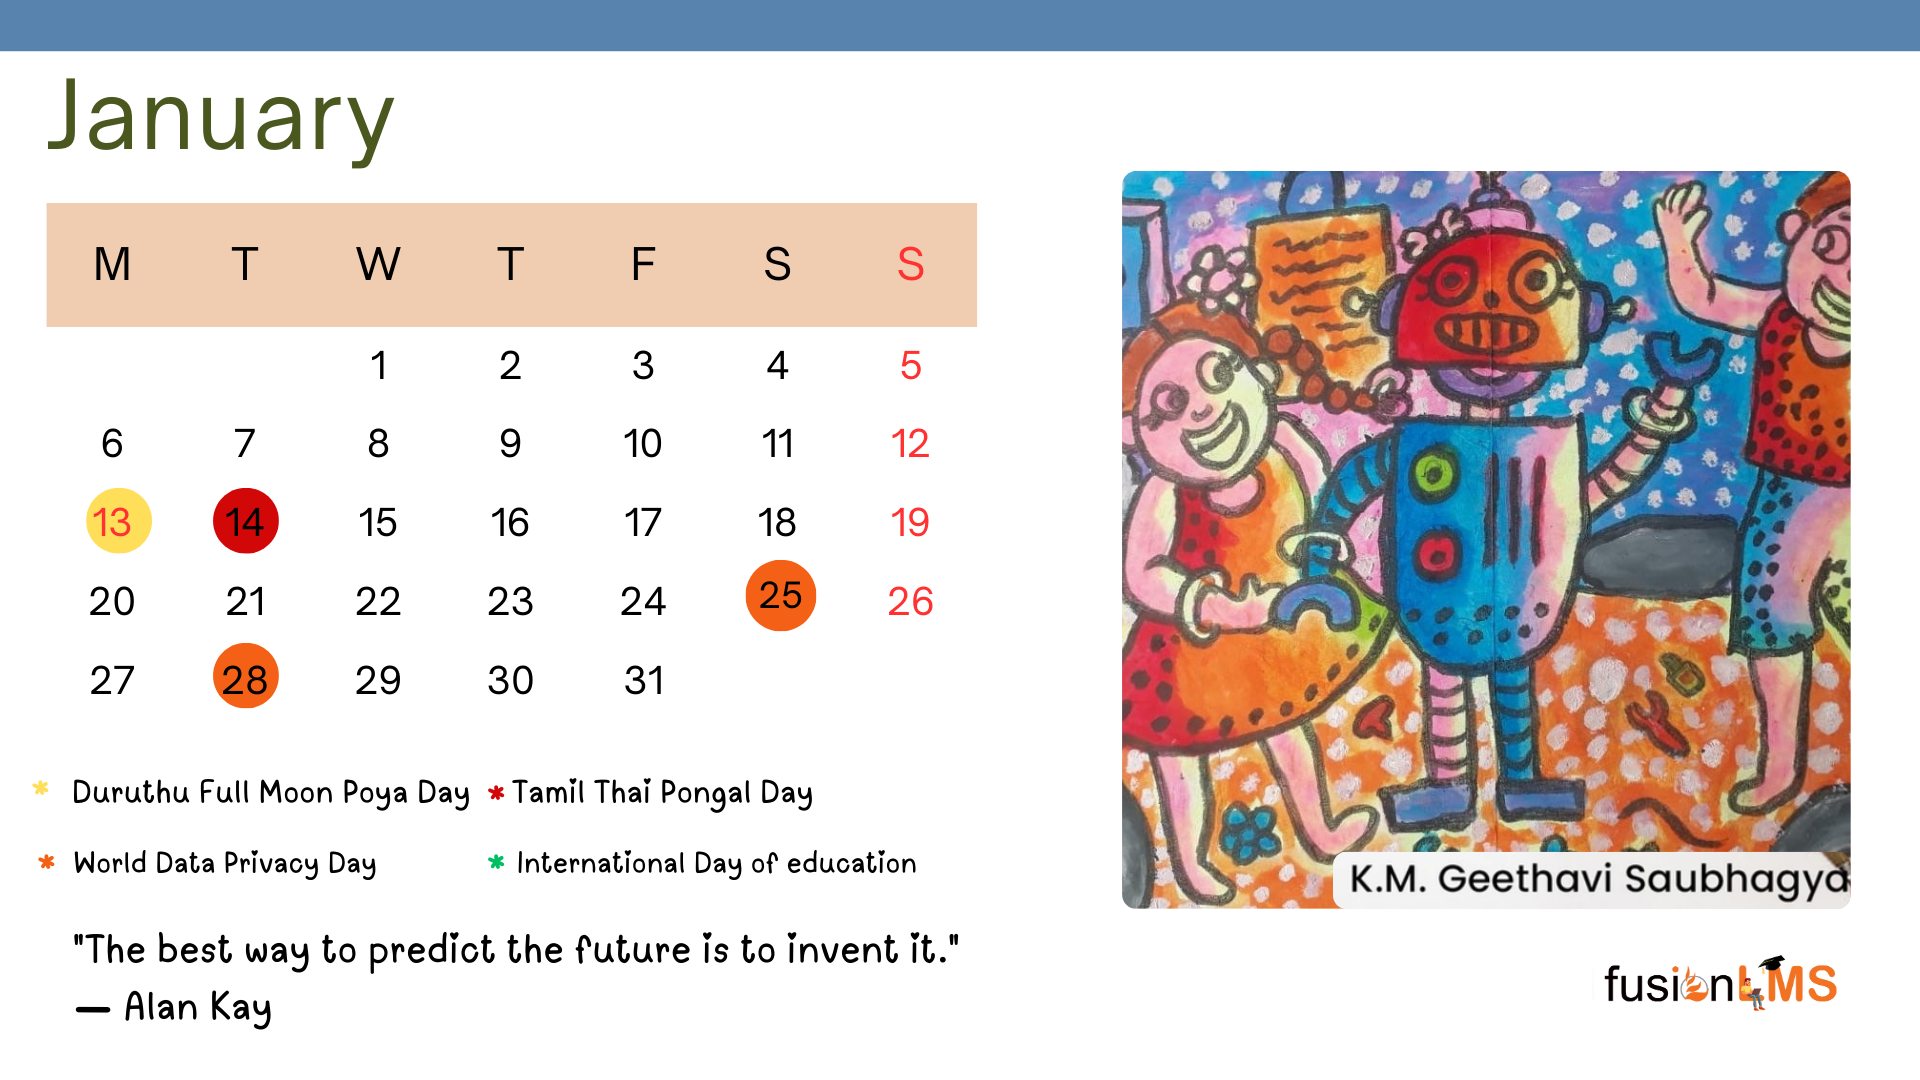 January
M T W T F S S
1 2 3 4 5
6 7 8 9 10 11 12
13 14 15 16 17 18 19
20 21 22 23 24 25 26
27 28 29 30 31
* Duruthu Full Moon Poya Day * Tamil Thai Pongal Day
* World Data Privacy Day * International Day of education
"The best way to predict the future is to invent it."
— Alan Kay
K.M. Geethavi Saubhagya
fusionLMS